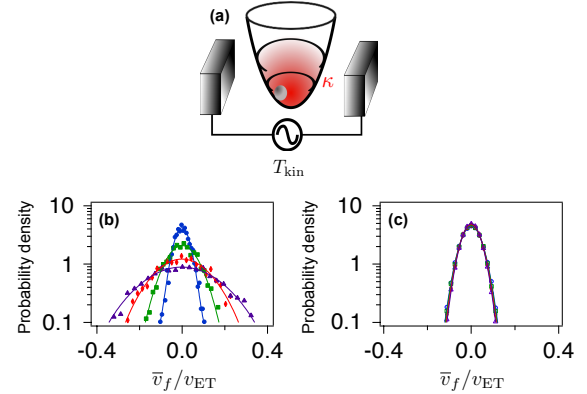 (a)
κ
T_kin
Probability density
10
1
0.1
(b)
-0.4
0.0
0.4
v̅_f/v_ET
Probability density
10
1
0.1
(c)
-0.4
0.0
0.4
v̅_f/v_ET